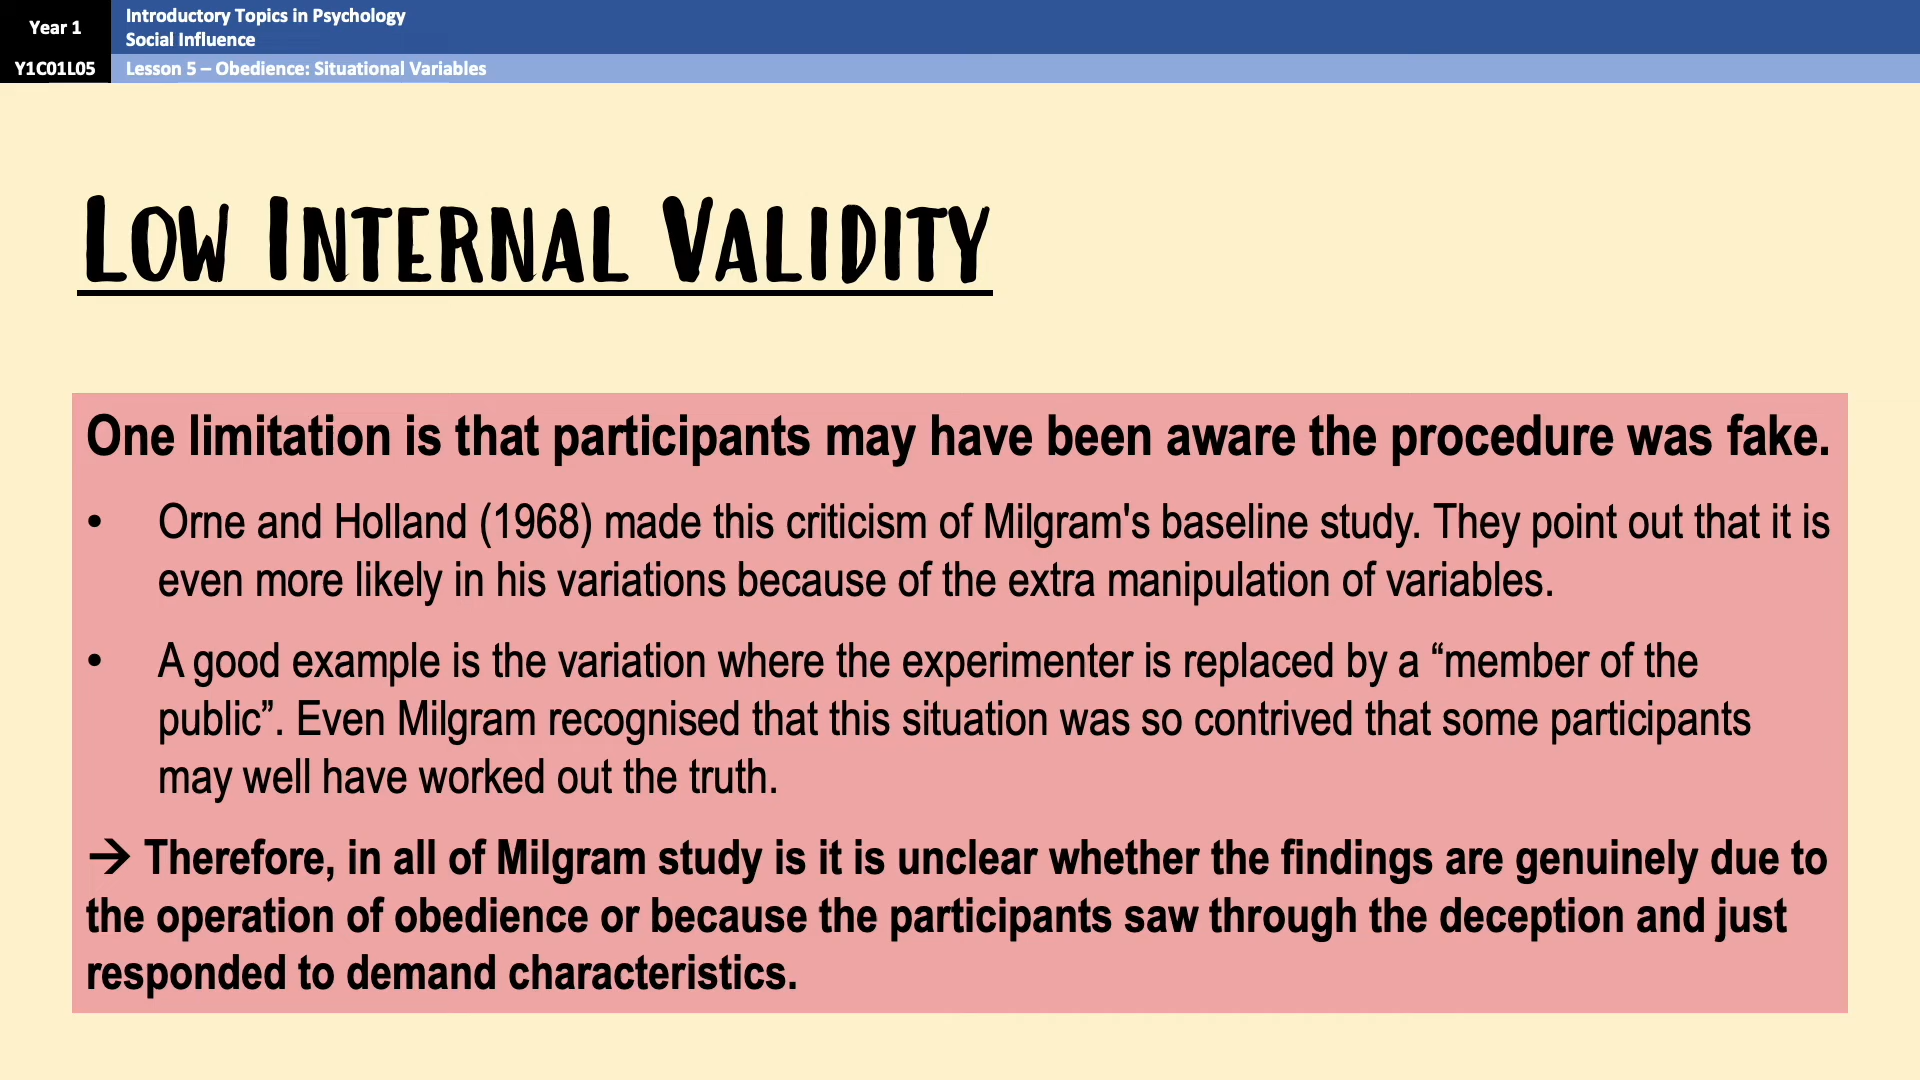 Year 1
Introductory Topics in Psychology
Social Influence
Y1C01L05
Lesson 5 – Obedience: Situational Variables
LOW INTERNAL VALIDITY
One limitation is that participants may have been aware the procedure was fake.
• Orne and Holland (1968) made this criticism of Milgram's baseline study. They point out that it is
even more likely in his variations because of the extra manipulation of variables.
• A good example is the variation where the experimenter is replaced by a “member of the
public”. Even Milgram recognised that this situation was so contrived that some participants
may well have worked out the truth.
→ Therefore, in all of Milgram study is it is unclear whether the findings are genuinely due to
the operation of obedience or because the participants saw through the deception and just
responded to demand characteristics.